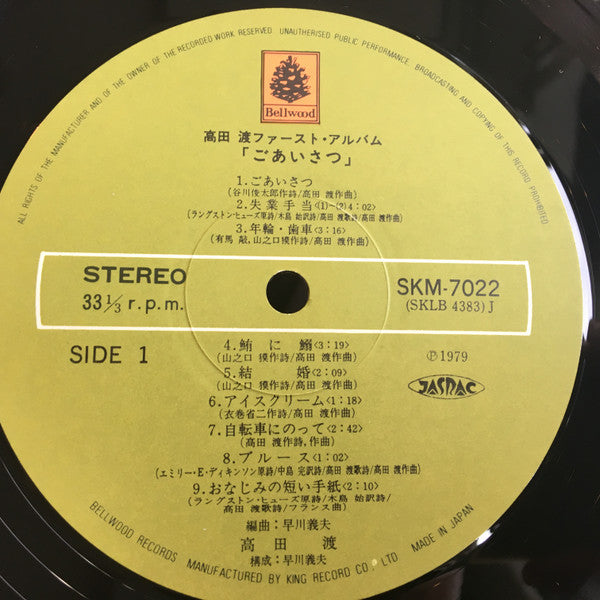 ALL RIGHTS OF THE MANUFACTURER AND OF THE OWNER OF THE RECORDED WORK RESERVED UNAUTHORISED PUBLIC PERFORMANCE, BROADCASTING AND COPYING OF THIS RECORD PROHIBITED
Bellwood
高田 渡ファースト・アルバム
「ごあいさつ」
1.ごあいさつ
(谷川俊太郎作詩/高田 渡作曲)
2.失業手当<(1)~(2)4:02>
(ラングストン・ヒューズ原詩/木島 始訳詩/高田 渡歌詩/高田 渡作曲)
3.年輪・歯車<3:16>
(有馬 敲,山之口獏作詩/高田 渡作曲)
STEREO
33 1/3 r.p.m.
SKM-7022
(SKLB 4383)J
SIDE 1
4.鮪に鰯<3:19>
(山之口 獏作詩/高田 渡作曲)
5.結 婚<2:09>
(山之口 獏作詩/高田 渡作曲)
6.アイスクリーム<1:18>
(衣巻省二作詩/高田 渡作曲)
7.自転車にのって<2:42>
(高田 渡作詩,作曲)
8.ブルース<1:02>
(エミリー・E・ディキンソン原詩/中島 完訳詩/高田 渡歌詩/高田 渡作曲)
9.おなじみの短い手紙<2:10>
(ラングストン・ヒューズ原詩/木島 始訳詩/
高田 渡歌詩/フランス曲)
編曲:早川義夫
高 田 渡
構成:早川義夫
℗1979
JASRAC
BELLWOOD RECORDS MANUFACTURED BY KING RECORD CO., LTD MADE IN JAPAN